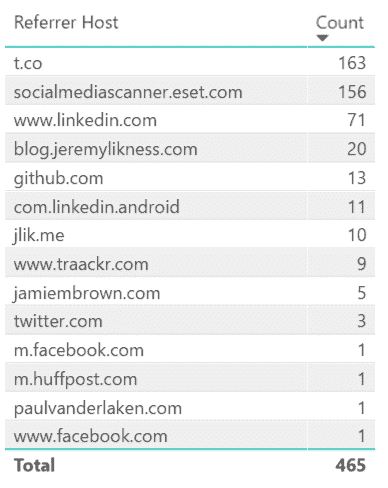 Referrer Host Count
t.co 163
socialmediascanner.eset.com 156
www.linkedin.com 71
blog.jeremylikness.com 20
github.com 13
com.linkedin.android 11
jlik.me 10
www.traackr.com 9
jamiembrown.com 5
twitter.com 3
m.facebook.com 1
m.huffpost.com 1
paulvanderlaken.com 1
www.facebook.com 1
Total 465